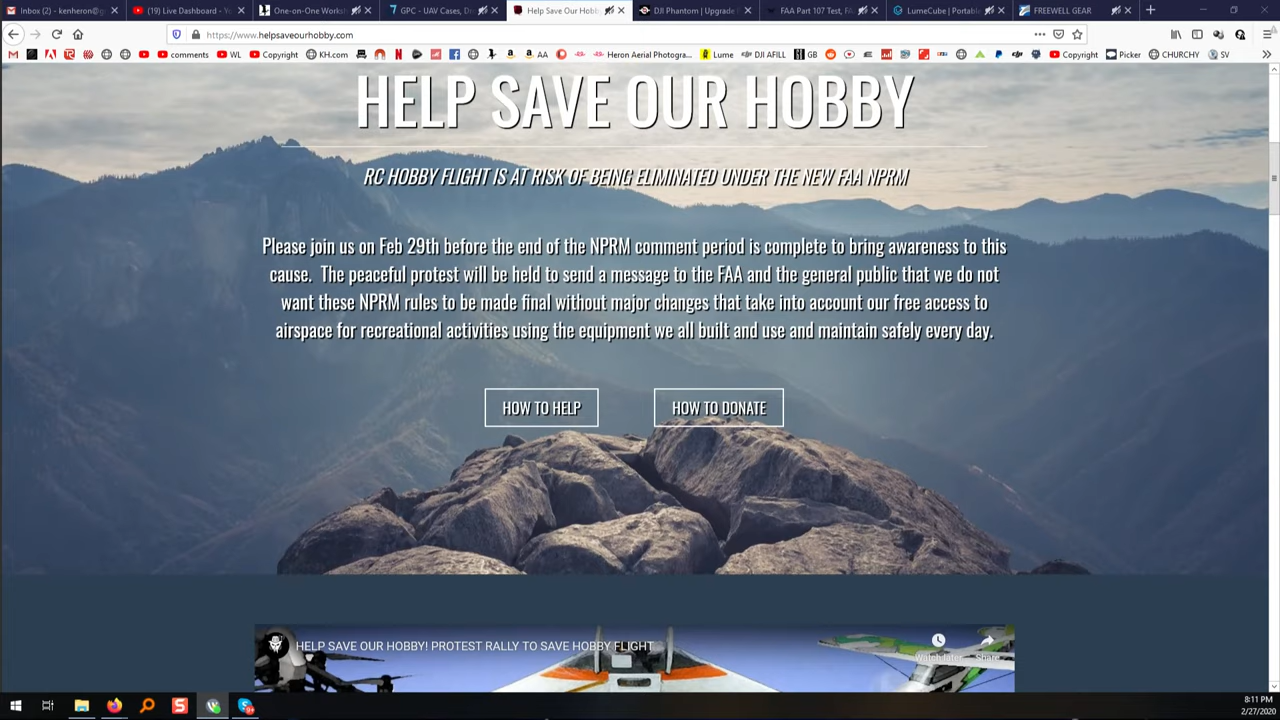 Inbox (2) - kenheron@g
(19) Live Dashboard - Yo
One-on-One Works
GPC - UAV Cases, D
Help Save Our Hobb
DJI Phantom | Upgrade
FAA Part 107 Test, FA
LumeCube | Portabl
FREEWELL GEAR
https://www.helpsaveourhobby.com
comments
WL
Copyright
KH.com
AA
Heron Aerial Photogra...
Lume
DJI AFILL
GB
Copyright
Picker
CHURCHY
SV
HELP SAVE OUR HOBBY
RC HOBBY FLIGHT IS AT RISK OF BEING ELIMINATED UNDER THE NEW FAA NPRM
Please join us on Feb 29th before the end of the NPRM comment period is complete to bring awareness to this
cause. The peaceful protest will be held to send a message to the FAA and the general public that we do not
want these NPRM rules to be made final without major changes that take into account our free access to
airspace for recreational activities using the equipment we all built and use and maintain safely every day.
HOW TO HELP
HOW TO DONATE
HELP SAVE OUR HOBBY! PROTEST RALLY TO SAVE HOBBY FLIGHT
Watch later
Share
8:11 PM
2/27/2020